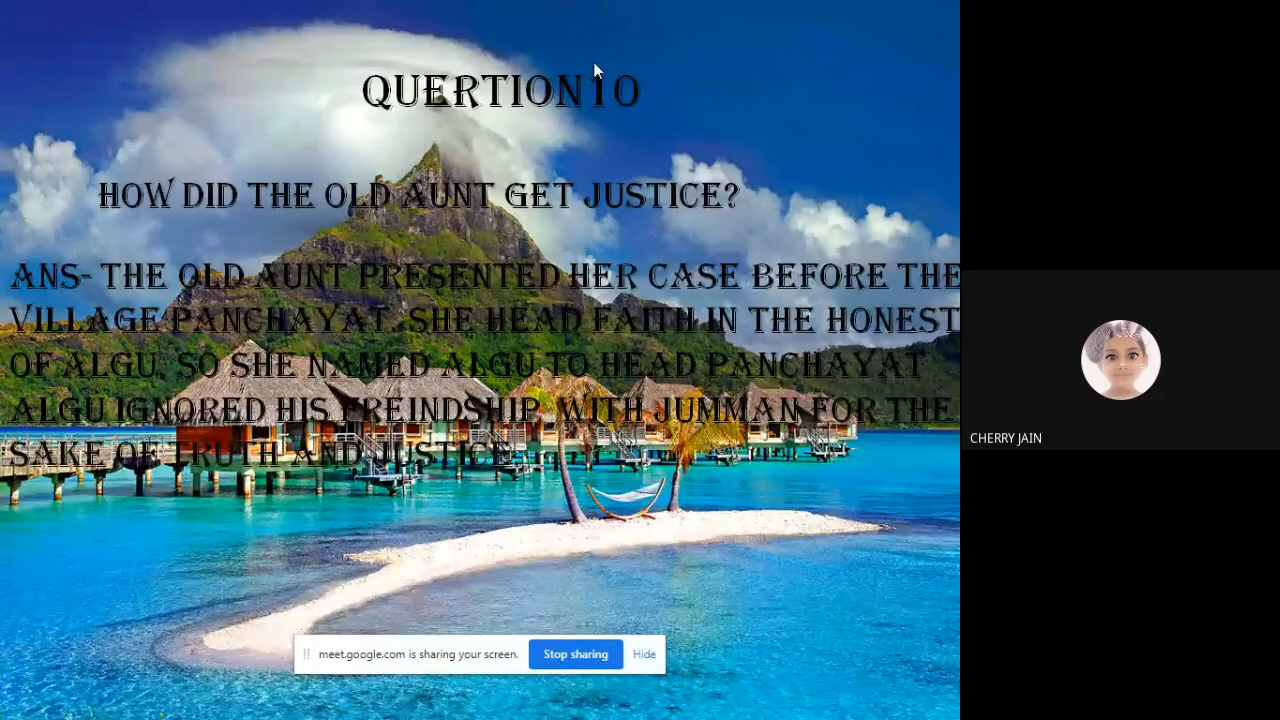 QUERTION10
HOW DID THE OLD AUNT GET JUSTICE?
ANS- THE OLD AUNT PRESENTED HER CASE BEFORE THE
VILLAGE PANCHAYAT. SHE HEAD FAITH IN THE HONEST
OF ALGU, SO SHE NAMED ALGU TO HEAD PANCHAYAT
ALGU IGNORED HIS FREINDSHIP WITH JUMMAN FOR THE
SAKE OF TRUTH AND JUSTICE
CHERRY JAIN
meet.google.com is sharing your screen. Stop sharing Hide